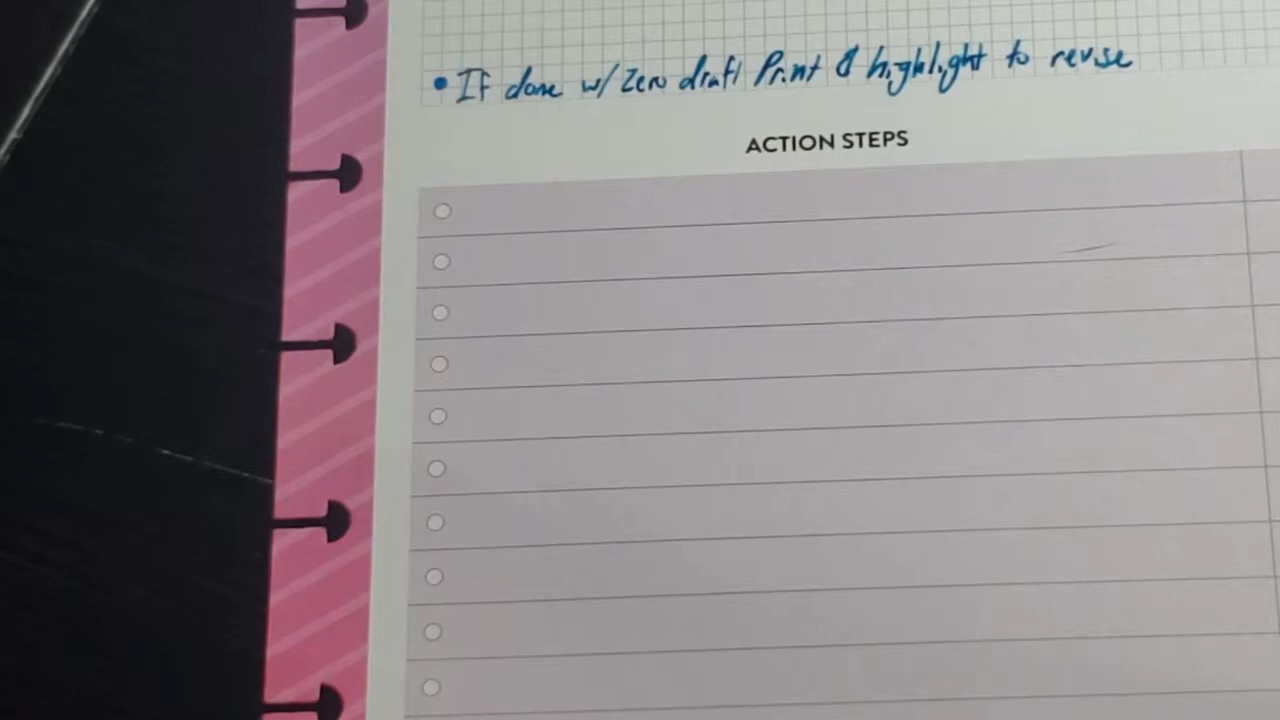 • If done w/ Zero draft Print & highlight to revise
ACTION STEPS